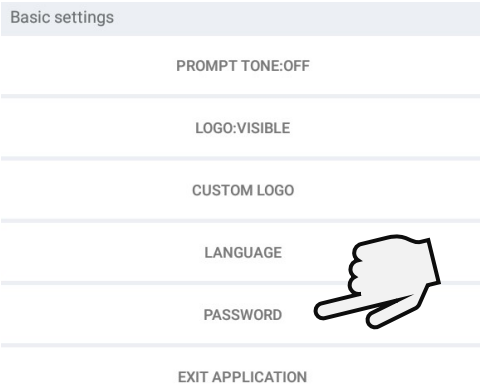 Basic settings
PROMPT TONE:OFF
LOGO:VISIBLE
CUSTOM LOGO
LANGUAGE
PASSWORD
EXIT APPLICATION